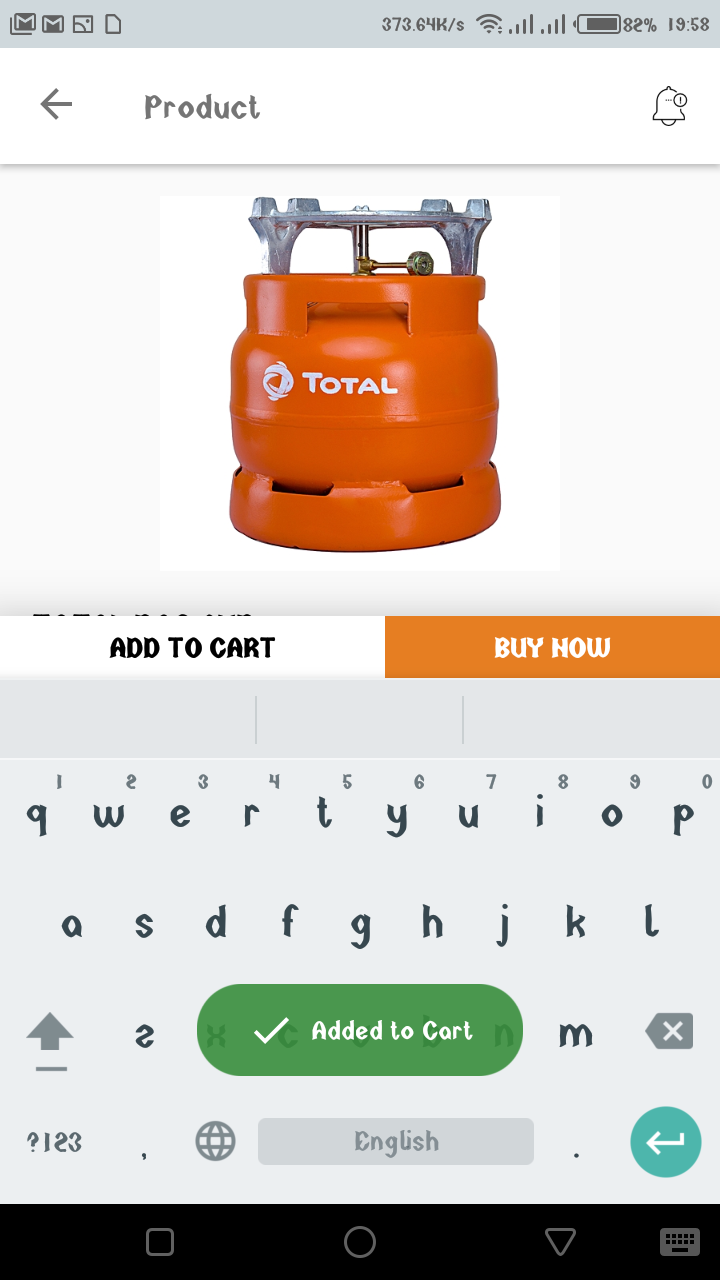 373.64K/s 82% 19:58
Product
TOTAL
ADD TO CART BUY NOW
1 2 3 4 5 6 7 8 9 0
q w e r t y u i o p
a s d f g h j k l
z x c v b n m
Added to Cart
?123 , English .